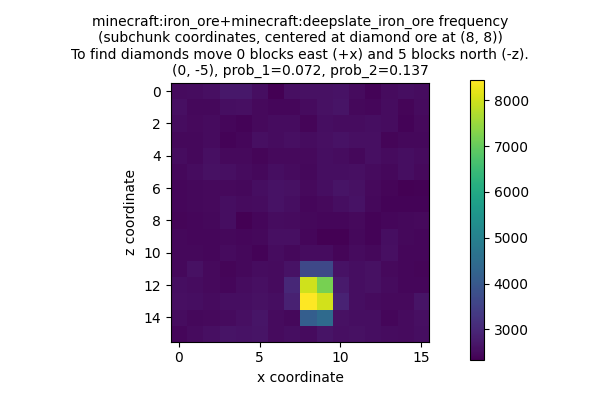 minecraft:iron_ore+minecraft:deepslate_iron_ore frequency
(subchunk coordinates, centered at diamond ore at (8, 8))
To find diamonds move 0 blocks east (+x) and 5 blocks north (-z).
(0, -5), prob_1=0.072, prob_2=0.137
0
2
4
6
8
10
12
14
z coordinate
0 5 10 15
x coordinate
8000
7000
6000
5000
4000
3000